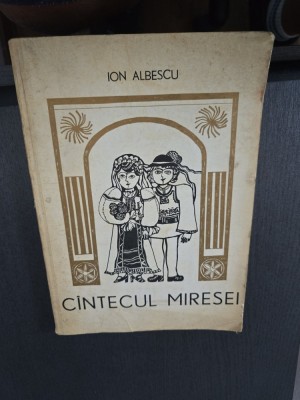 ION ALBESCU
CÎNTECUL MIRESEI